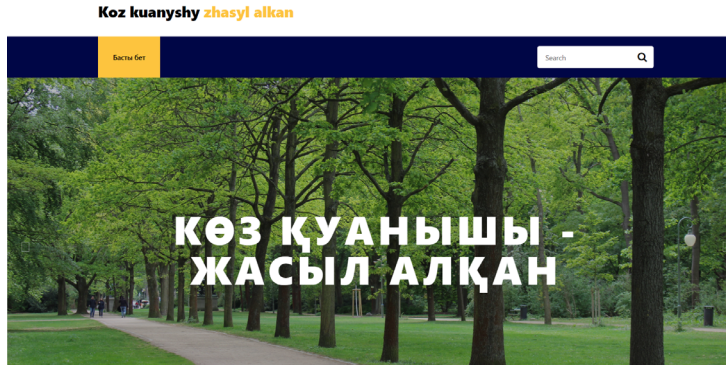 Koz kuanyshy zhasyl alkan
Басты бет
Search
КӨЗ ҚУАНЫШЫ -
ЖАСЫЛ АЛҚАН